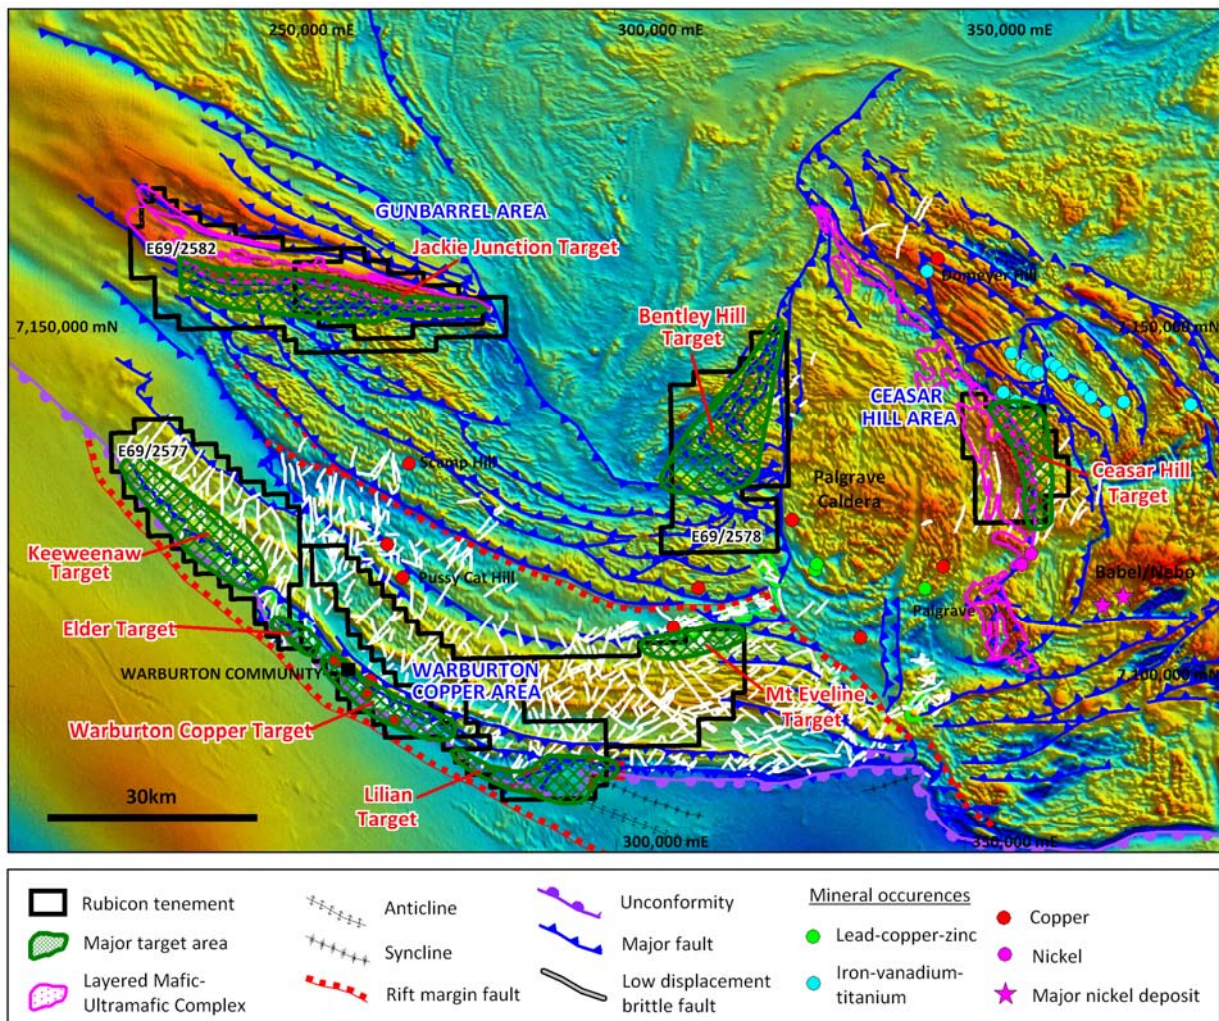 250,000 mE
300,000 mE
350,000 mE
GUNBARREL AREA
E69/2582
Jackie Junction Target
Domeyer Hill
7,150,000 mN
7,150,000 mN
Bentley Hill
Target
CEASAR
HILL AREA
E69/2577
Scamp Hill
Palgrave
Caldera
Ceasar Hill
Target
Keeweenaw
Target
E69/2578
Pussy Cat Hill
Babel/Nebo
Palgrave
Elder Target
WARBURTON COMMUNITY
WARBURTON
COPPER AREA
7,100,000 mN
Mt Eveline
Target
Warburton Copper Target
30km
Lilian
Target
300,000 mE
350,000 mE
Rubicon tenement
Major target area
Layered Mafic-
Ultramafic Complex
Anticline
Syncline
Rift margin fault
Unconformity
Major fault
Low displacement
brittle fault
Mineral occurences
Lead-copper-zinc
Iron-vanadium-
titanium
Copper
Nickel
Major nickel deposit